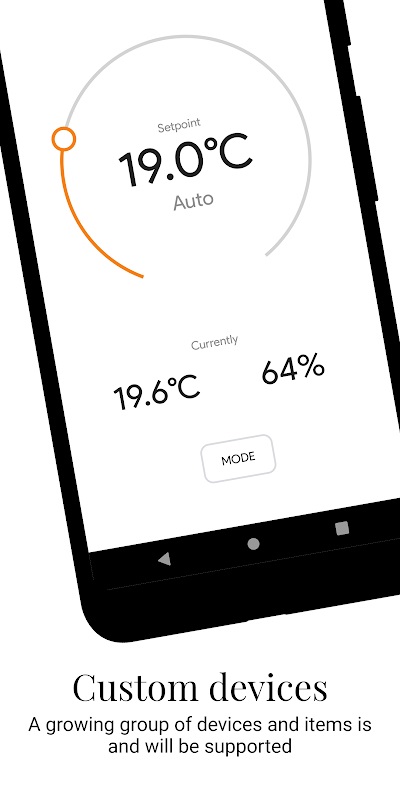 Setpoint
19.0°C
Auto
Currently
19.6°C 64%
MODE
Custom devices
A growing group of devices and items is
and will be supported